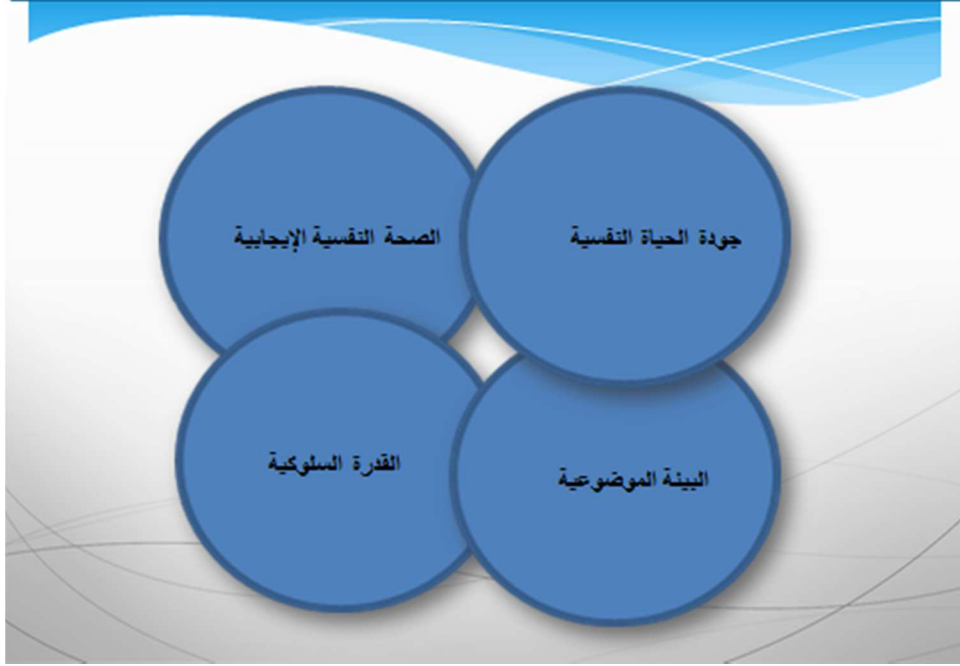 جودة الحياة النفسية
الصحة النفسية الإيجابية
البيئة الموضوعية
القدرة السلوكية